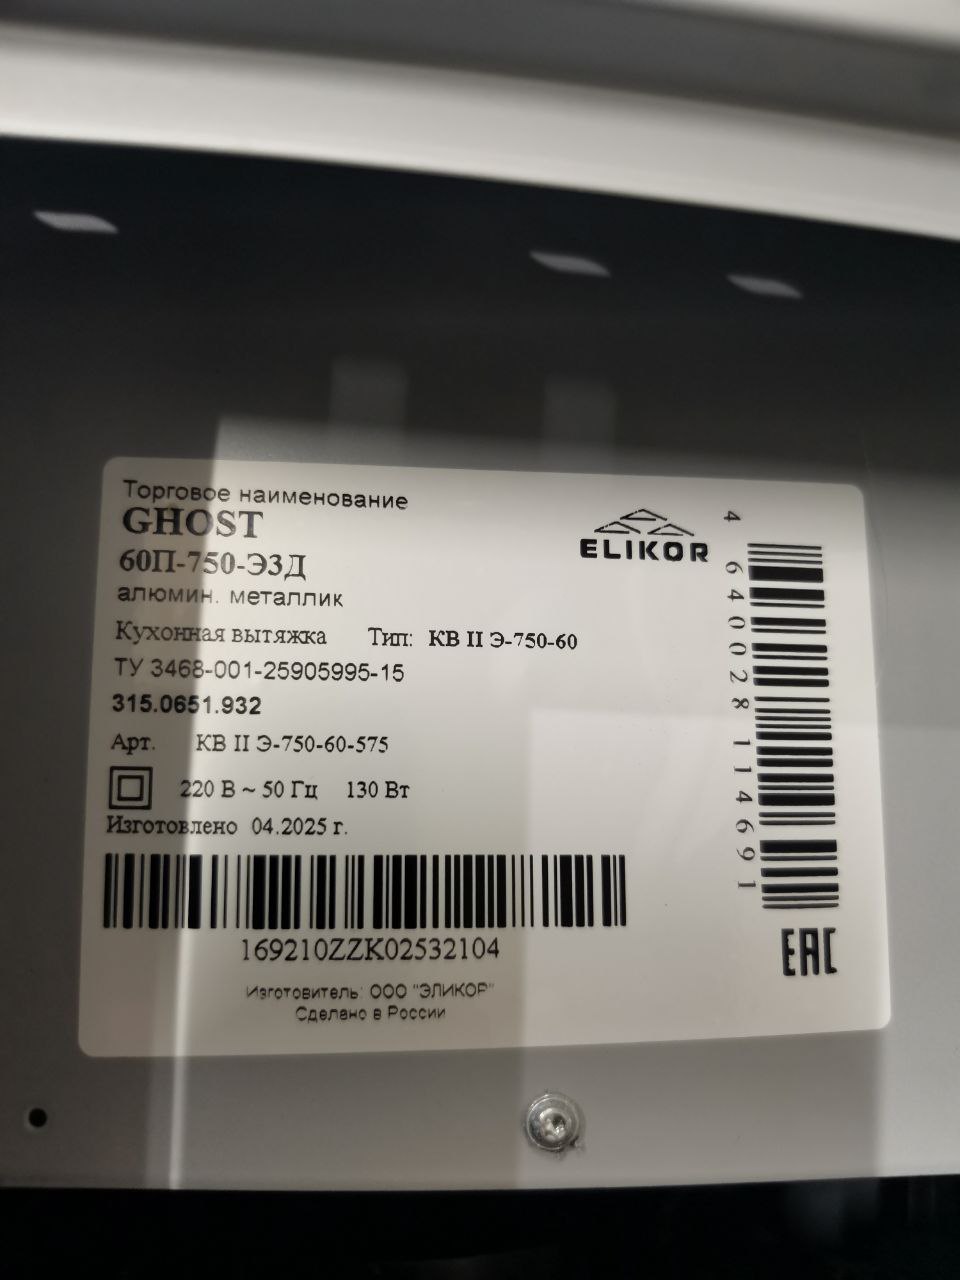 Торговое наименование
GHOST
60П-750-Э3Д
алюмин. металлик
ELIKOR
Кухонная вытяжка Тип: КВ II Э-750-60
ТУ 3468-001-25905995-15
315.0651.932
Арт. КВ II Э-750-60-575
220 В ~ 50 Гц 130 Вт
Изготовлено 04.2025 г.
169210ZZK02532104
Изготовитель: ООО "ЭЛИКОР"
Сделано в России
4 640028 114691
EAC